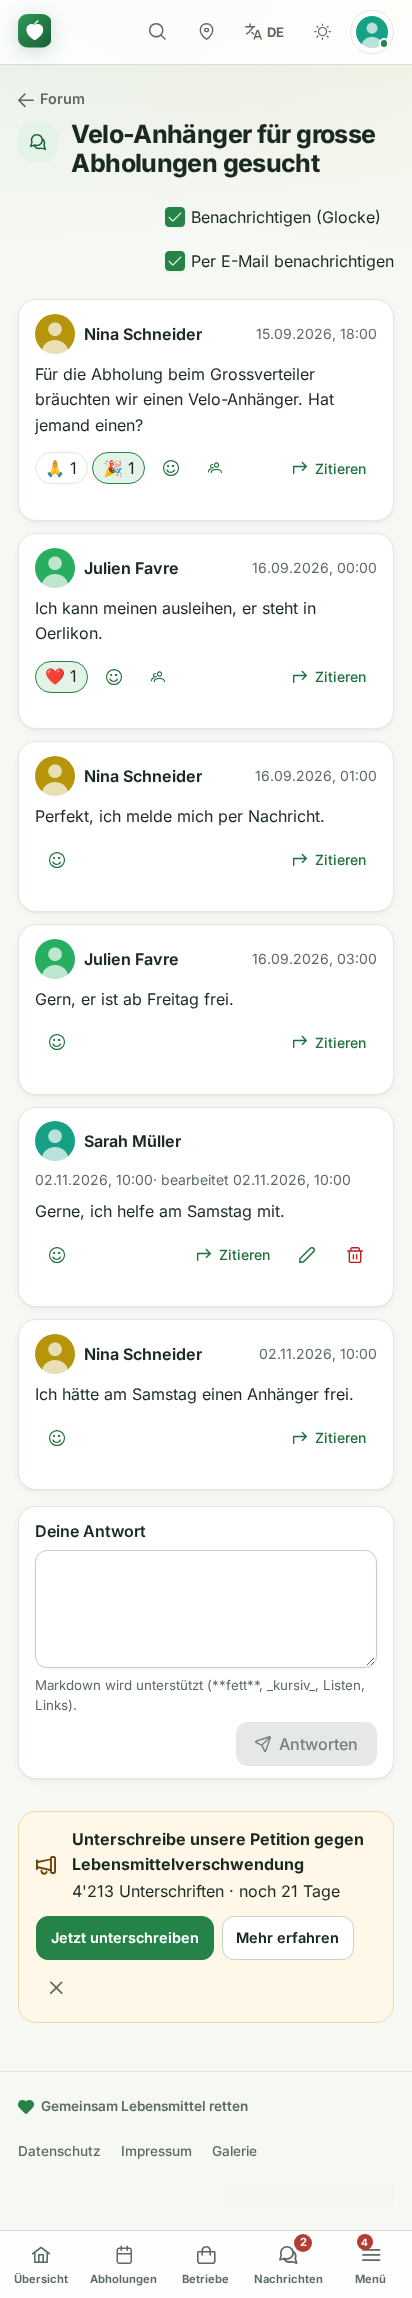 DE
Forum
Velo-Anhänger für grosse
Abholungen gesucht
Benachrichtigen (Glocke)
Per E-Mail benachrichtigen
Nina Schneider 15.09.2026, 18:00
Für die Abholung beim Grossverteiler
bräuchten wir einen Velo-Anhänger. Hat
jemand einen?
🙏 1 🎉 1 Zitieren
Julien Favre 16.09.2026, 00:00
Ich kann meinen ausleihen, er steht in
Oerlikon.
❤️ 1 Zitieren
Nina Schneider 16.09.2026, 01:00
Perfekt, ich melde mich per Nachricht.
Zitieren
Julien Favre 16.09.2026, 03:00
Gern, er ist ab Freitag frei.
Zitieren
Sarah Müller
02.11.2026, 10:00· bearbeitet 02.11.2026, 10:00
Gerne, ich helfe am Samstag mit.
Zitieren
Nina Schneider 02.11.2026, 10:00
Ich hätte am Samstag einen Anhänger frei.
Zitieren
Deine Antwort
Markdown wird unterstützt (**fett**, _kursiv_, Listen,
Links).
Antworten
Unterschreibe unsere Petition gegen
Lebensmittelverschwendung
4'213 Unterschriften · noch 21 Tage
Jetzt unterschreiben Mehr erfahren
Gemeinsam Lebensmittel retten
Datenschutz Impressum Galerie
2 4
Übersicht Abholungen Betriebe Nachrichten Menü